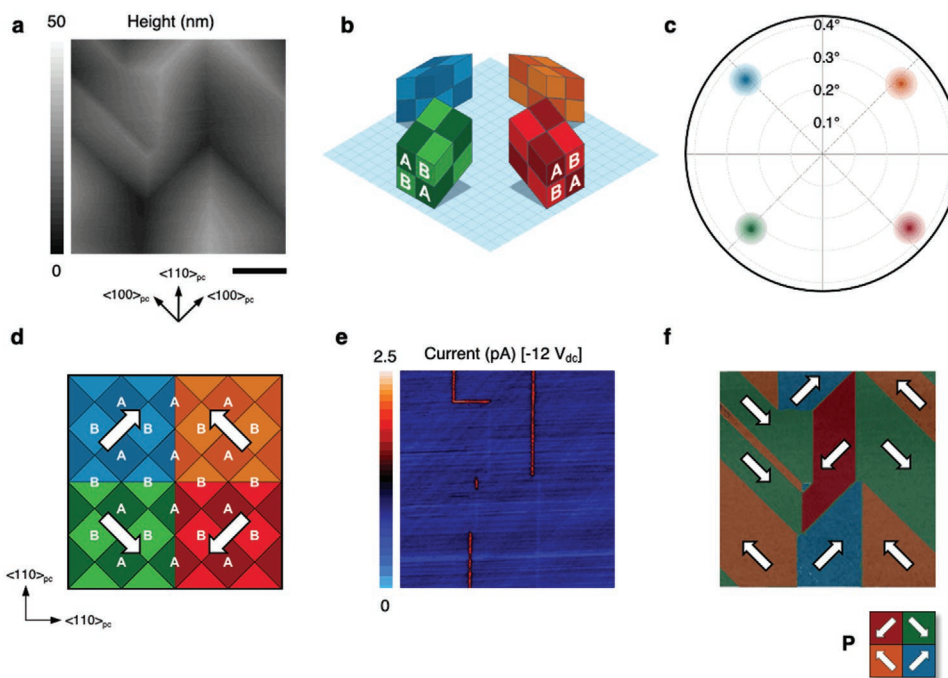 a
50
Height (nm)
0
<110>pc
<100>pc
<100>pc
b
A
B
B
A
A
B
B
A
c
0.4°
0.3°
0.2°
0.1°
d
A A A
B B B
A A A
B B B B
A A A
B B B
A A A
<110>pc
<110>pc
e
2.5
Current (pA) [-12 Vdc]
0
f
P